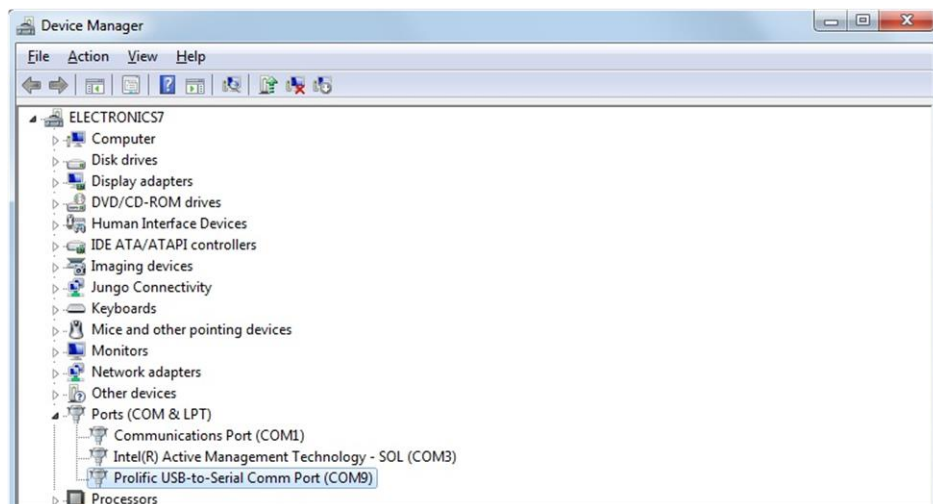 Device Manager
File Action View Help
ELECTRONICS7
Computer
Disk drives
Display adapters
DVD/CD-ROM drives
Human Interface Devices
IDE ATA/ATAPI controllers
Imaging devices
Jungo Connectivity
Keyboards
Mice and other pointing devices
Monitors
Network adapters
Other devices
Ports (COM & LPT)
Communications Port (COM1)
Intel(R) Active Management Technology - SOL (COM3)
Prolific USB-to-Serial Comm Port (COM9)
Processors